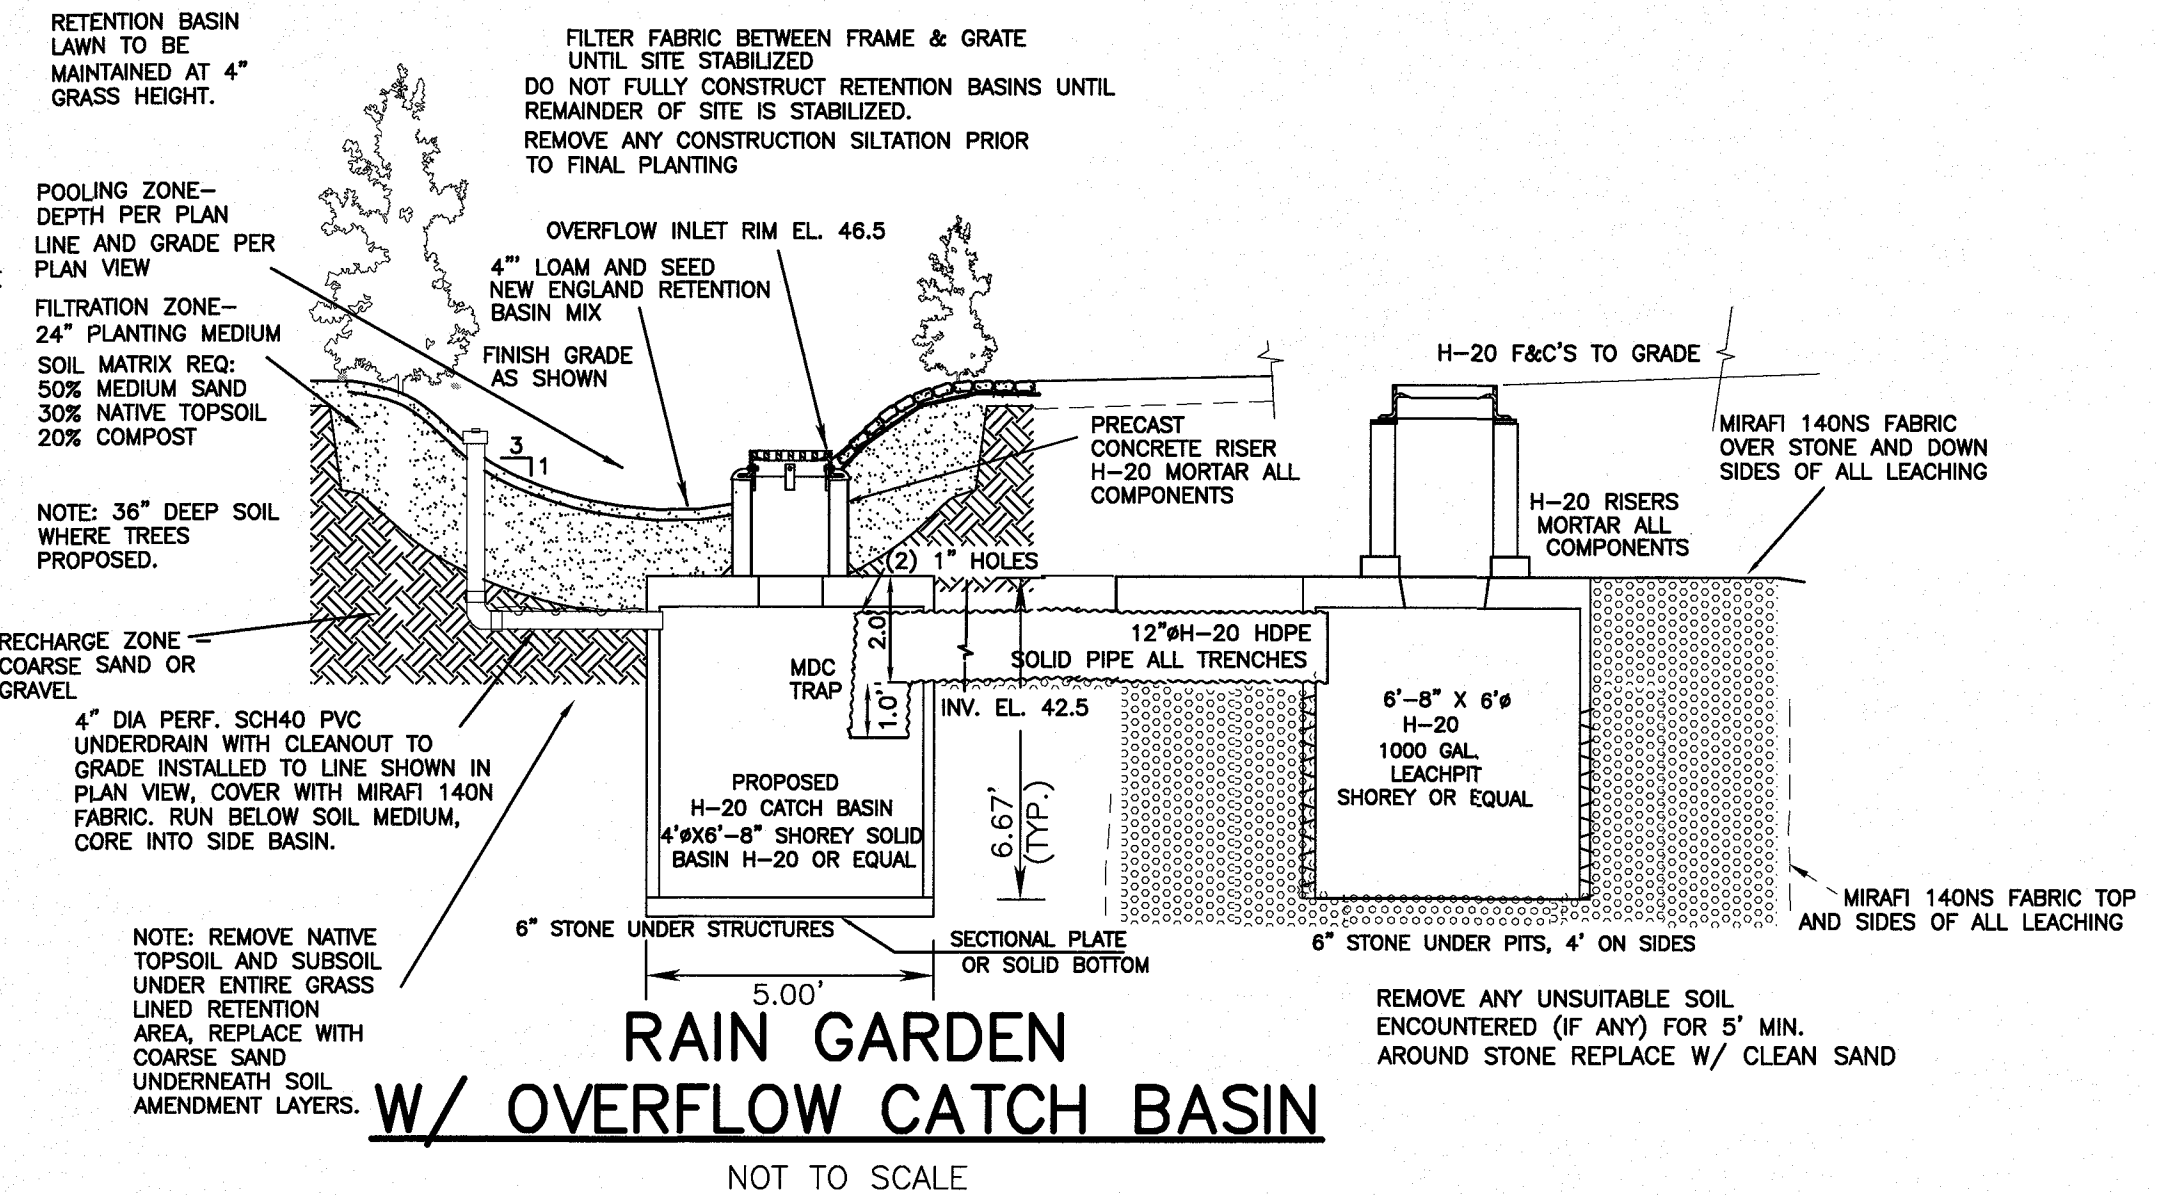 RETENTION BASIN
LAWN TO BE
MAINTAINED AT 4"
GRASS HEIGHT.
FILTER FABRIC BETWEEN FRAME & GRATE
UNTIL SITE STABILIZED
DO NOT FULLY CONSTRUCT RETENTION BASINS UNTIL
REMAINDER OF SITE IS STABILIZED.
REMOVE ANY CONSTRUCTION SILTATION PRIOR
TO FINAL PLANTING
POOLING ZONE-
DEPTH PER PLAN
LINE AND GRADE PER
PLAN VIEW
OVERFLOW INLET RIM EL. 46.5
4"' LOAM AND SEED
NEW ENGLAND RETENTION
BASIN MIX
FINISH GRADE
AS SHOWN
FILTRATION ZONE-
24" PLANTING MEDIUM
SOIL MATRIX REQ:
50% MEDIUM SAND
30% NATIVE TOPSOIL
20% COMPOST
NOTE: 36" DEEP SOIL
WHERE TREES
PROPOSED.
3
1
H-20 F&C'S TO GRADE
PRECAST
CONCRETE RISER
H-20 MORTAR ALL
COMPONENTS
MIRAFI 140NS FABRIC
OVER STONE AND DOWN
SIDES OF ALL LEACHING
H-20 RISERS
MORTAR ALL
COMPONENTS
(2) 1" HOLES
RECHARGE ZONE -
COARSE SAND OR
GRAVEL
2.0'
MDC
TRAP
1.0'
12"øH-20 HDPE
SOLID PIPE ALL TRENCHES
INV. EL. 42.5
6'-8" X 6'ø
H-20
1000 GAL.
LEACHPIT
SHOREY OR EQUAL
4" DIA PERF. SCH40 PVC
UNDERDRAIN WITH CLEANOUT TO
GRADE INSTALLED TO LINE SHOWN IN
PLAN VIEW, COVER WITH MIRAFI 140N
FABRIC. RUN BELOW SOIL MEDIUM,
CORE INTO SIDE BASIN.
PROPOSED
H-20 CATCH BASIN
4'øX6'-8" SHOREY SOLID
BASIN H-20 OR EQUAL
6.67'
(TYP.)
MIRAFI 140NS FABRIC TOP
AND SIDES OF ALL LEACHING
6" STONE UNDER STRUCTURES
SECTIONAL PLATE
OR SOLID BOTTOM
6" STONE UNDER PITS, 4' ON SIDES
NOTE: REMOVE NATIVE
TOPSOIL AND SUBSOIL
UNDER ENTIRE GRASS
LINED RETENTION
AREA, REPLACE WITH
COARSE SAND
UNDERNEATH SOIL
AMENDMENT LAYERS.
5.00'
REMOVE ANY UNSUITABLE SOIL
ENCOUNTERED (IF ANY) FOR 5' MIN.
AROUND STONE REPLACE W/ CLEAN SAND
RAIN GARDEN
W/ OVERFLOW CATCH BASIN
NOT TO SCALE